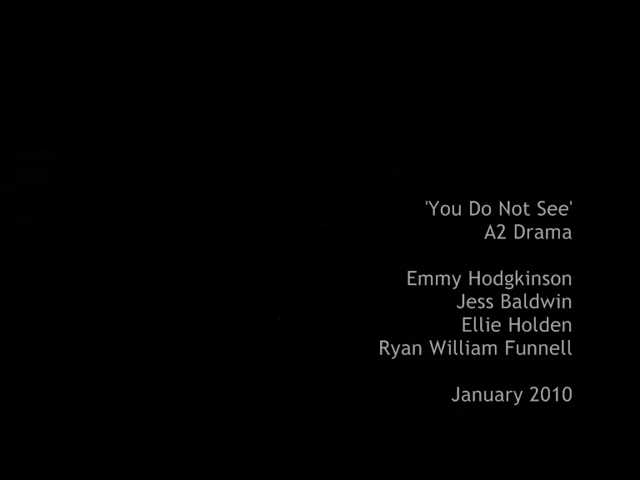 'You Do Not See'
A2 Drama
Emmy Hodgkinson
Jess Baldwin
Ellie Holden
Ryan William Funnell
January 2010